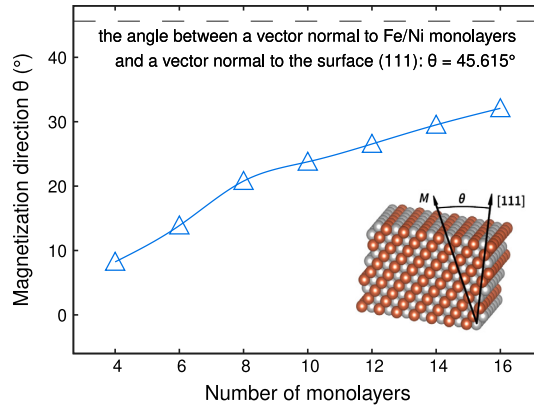 the angle between a vector normal to Fe/Ni monolayers
and a vector normal to the surface (111): θ = 45.615°
40
30
20
10
0
Magnetization direction θ (°)
M θ [111]
4 6 8 10 12 14 16
Number of monolayers